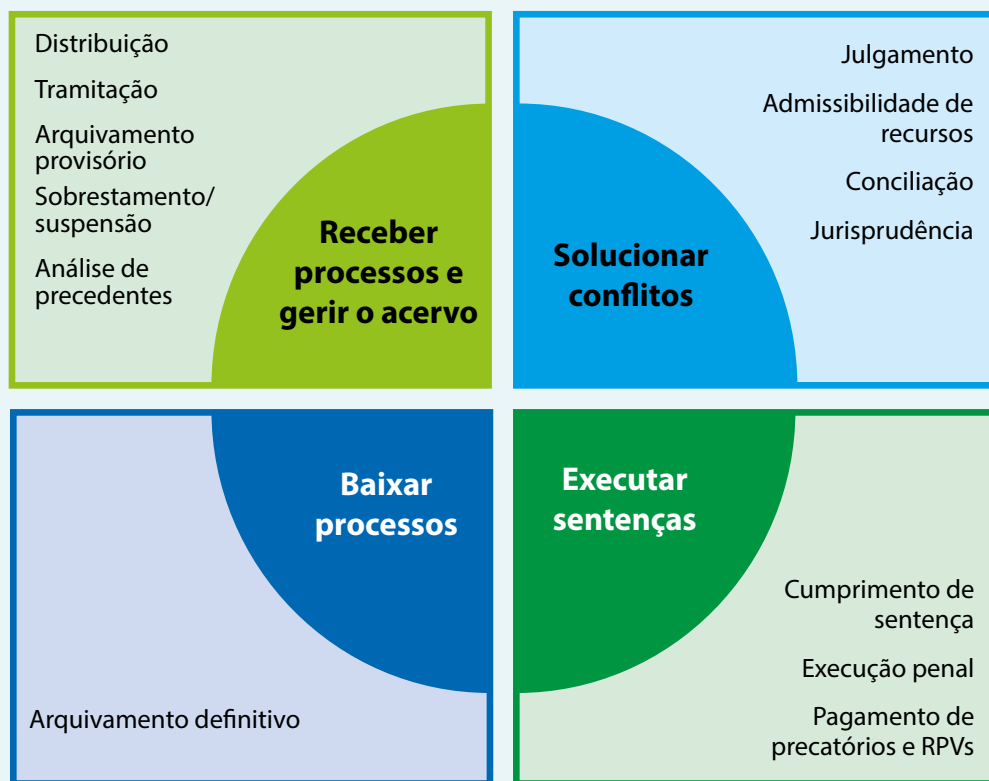 Distribuição
Tramitação
Arquivamento
provisório
Sobrestamento/
suspensão
Análise de
precedentes
Receber
processos e
gerir o acervo
Julgamento
Admissibilidade de
recursos
Conciliação
Jurisprudência
Solucionar
conflitos
Baixar
processos
Arquivamento definitivo
Executar
sentenças
Cumprimento de
sentença
Execução penal
Pagamento de
precatórios e RPVs